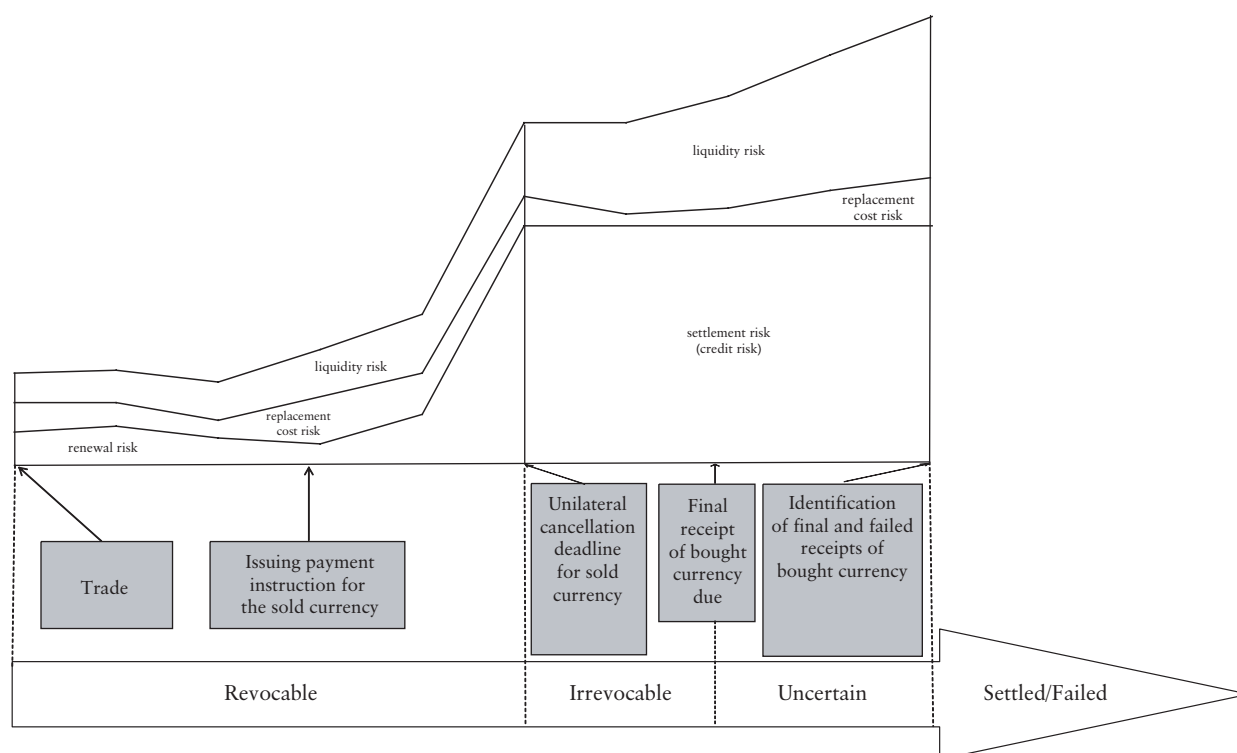 liquidity risk
replacement
cost risk
settlement risk
(credit risk)
liquidity risk
replacement
cost risk
renewal risk
Trade
Issuing payment
instruction for
the sold currency
Unilateral
cancellation
deadline
for sold
currency
Final
receipt
of bought
currency
due
Identification
of final and failed
receipts of
bought currency
Revocable
Irrevocable
Uncertain
Settled/Failed